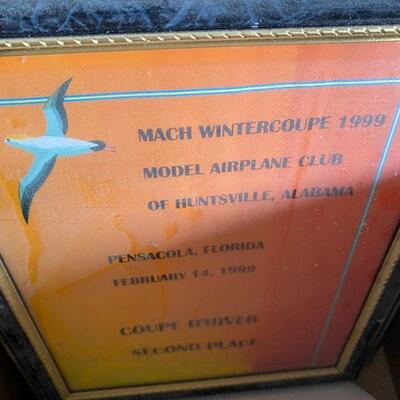 MACH WINTERCOUPE 1999
MODEL AIRPLANE CLUB
OF HUNTSVILLE, ALABAMA
PENSACOLA, FLORIDA
FEBRUARY 14, 1999
COUPE D'HIVER
SECOND PLACE